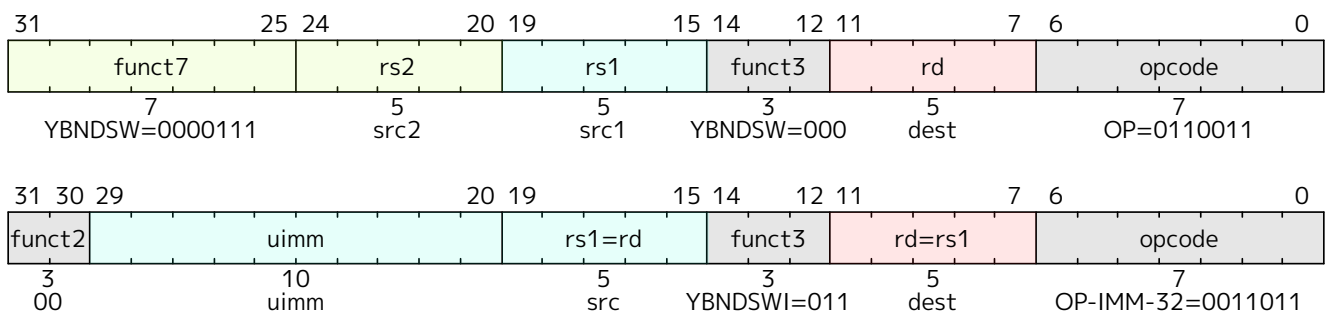 31 25 24 20 19 15 14 12 11 7 6 0
funct7 rs2 rs1 funct3 rd opcode
7 5 5 3 5 7
YBNDSW=0000111 src2 src1 YBNDSW=000 dest OP=0110011
31 30 29 20 19 15 14 12 11 7 6 0
funct2 uimm rs1=rd funct3 rd=rs1 opcode
3 10 5 3 5 7
00 uimm src YBNDSWI=011 dest OP-IMM-32=0011011